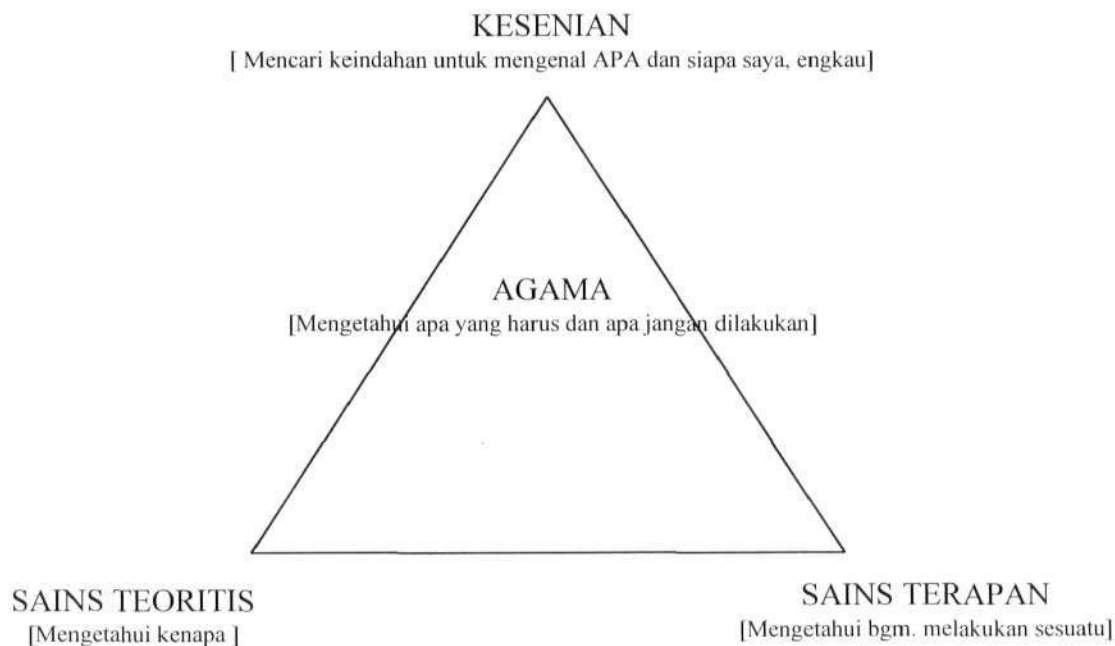 KESENIAN
[ Mencari keindahan untuk mengenal APA dan siapa saya, engkau]
AGAMA
[Mengetahui apa yang harus dan apa jangan dilakukan]
SAINS TEORITIS
[Mengetahui kenapa ]
SAINS TERAPAN
[Mengetahui bgm. melakukan sesuatu]